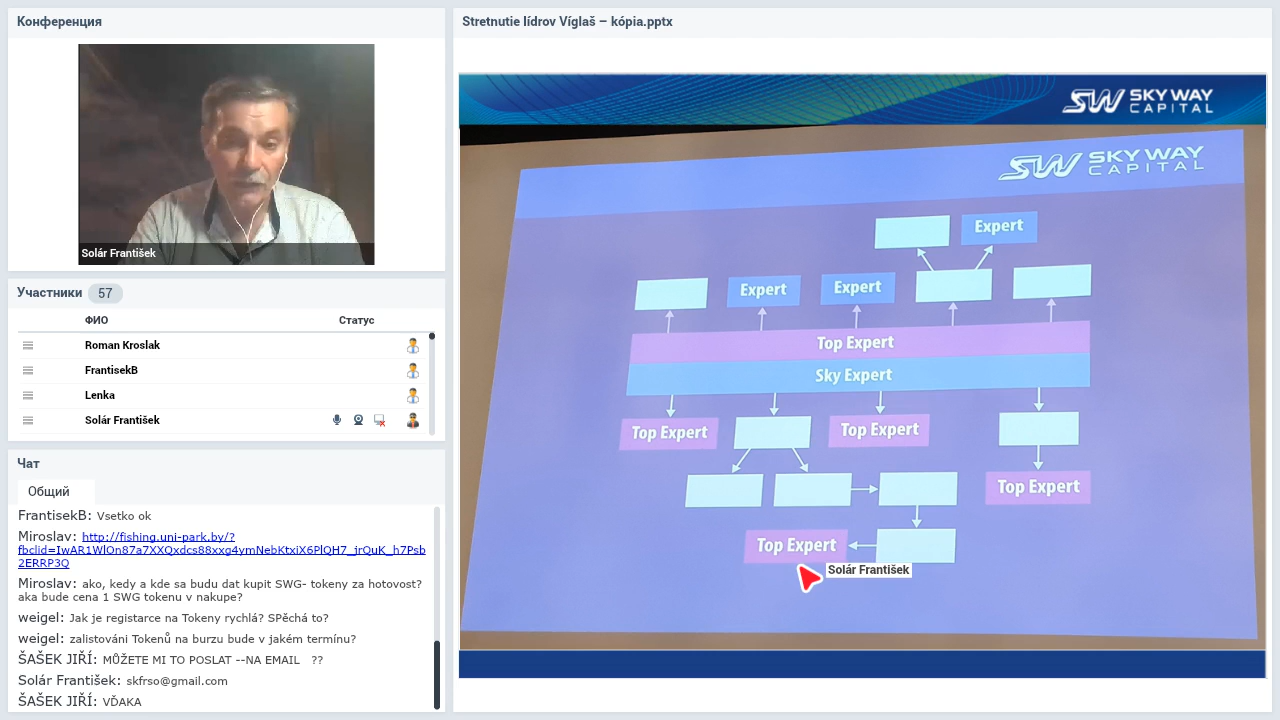 Конференция
Solár František
Участники 57
ФИО Статус
Roman Kroslak
FrantisekB
Lenka
Solár František
Чат
Общий
FrantisekB: Vsetko ok
Miroslav: http://fishing.uni-park.by/?
fbclid=IwAR1WlOn87a7XXQxdcs88xxg4ymNebKtxiX6PlQH7_jrQuK_h7Psb
2ERRP3Q
Miroslav: ako, kedy a kde sa budu dat kupit SWG- tokeny za hotovost?
aka bude cena 1 SWG tokenu v nakupe?
weigel: Jak je registarce na Tokeny rychlá? SPěchá to?
weigel: zalistováni Tokenů na burzu bude v jakém termínu?
ŠAŠEK JIŘÍ: MŮŽETE MI TO POSLAT --NA EMAIL ??
Solár František: skfrso@gmail.com
ŠAŠEK JIŘÍ: VĎAKA
Stretnutie lídrov Víglaš – kópia.pptx
SW SKY WAY
CAPITAL
SW SKY WAY
CAPITAL
Expert
Expert
Expert
Top Expert
Sky Expert
Top Expert
Top Expert
Top Expert
Top Expert
Solár František